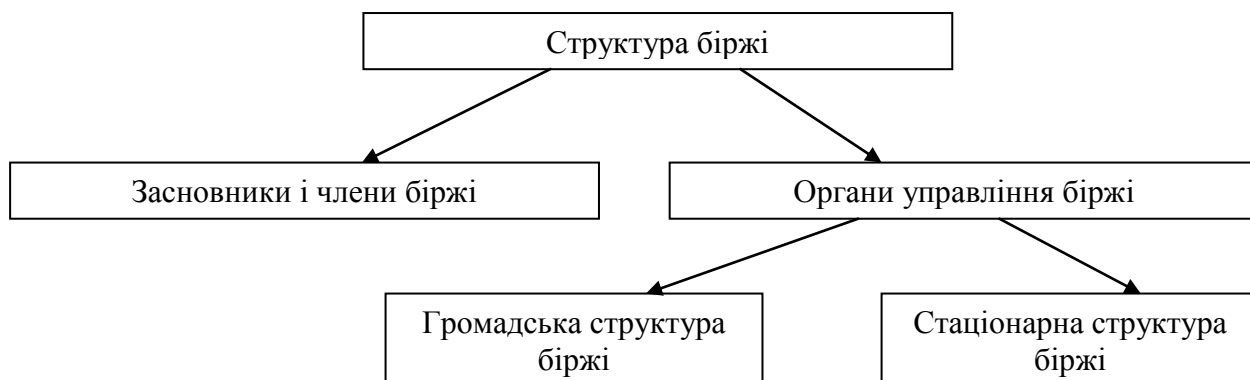 Структура біржі
Засновники і члени біржі
Органи управління біржі
Громадська структура
біржі
Стаціонарна структура
біржі